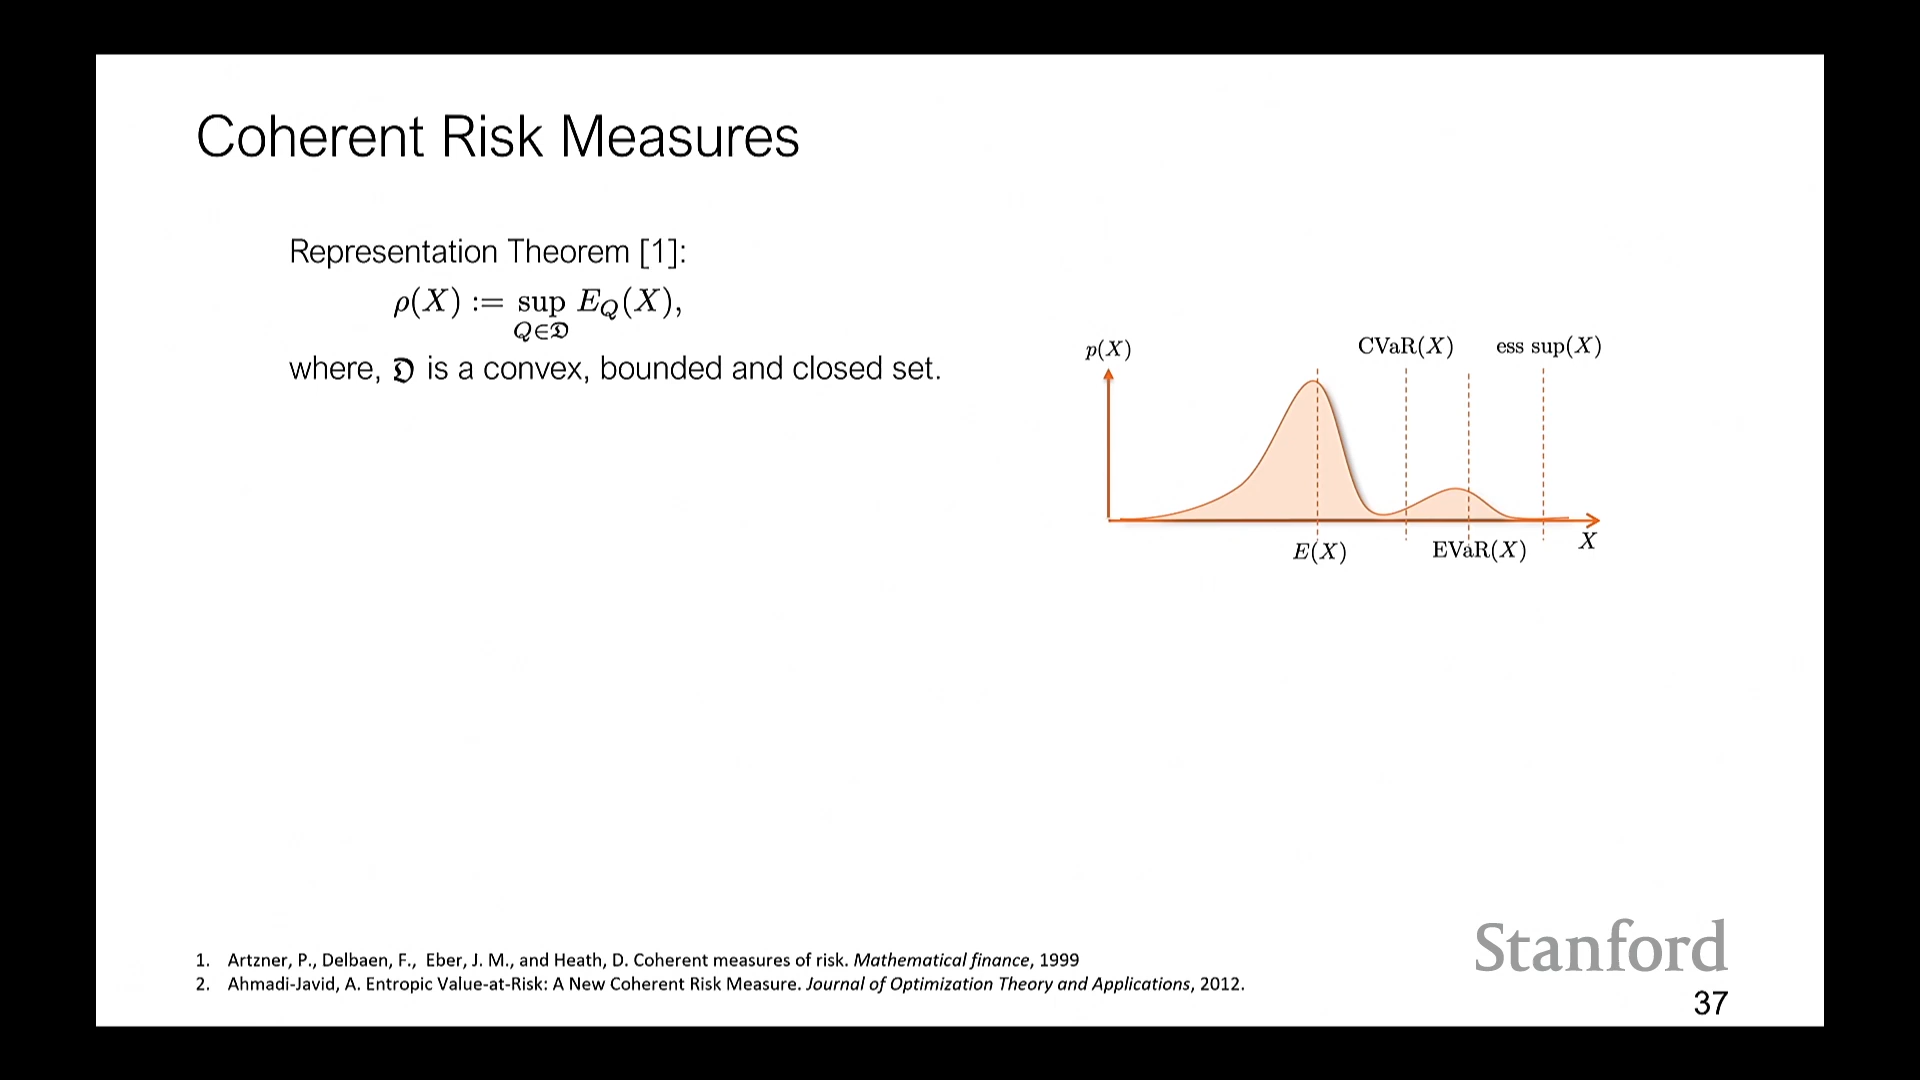 Coherent Risk Measures
Representation Theorem [1]:
ρ(X) := sup E_Q(X),
Q∈𝔇
where, 𝔇 is a convex, bounded and closed set.
p(X)
CVaR(X)
ess sup(X)
E(X)
EVaR(X)
X
1. Artzner, P., Delbaen, F., Eber, J. M., and Heath, D. Coherent measures of risk. Mathematical finance, 1999
2. Ahmadi-Javid, A. Entropic Value-at-Risk: A New Coherent Risk Measure. Journal of Optimization Theory and Applications, 2012.
Stanford
37